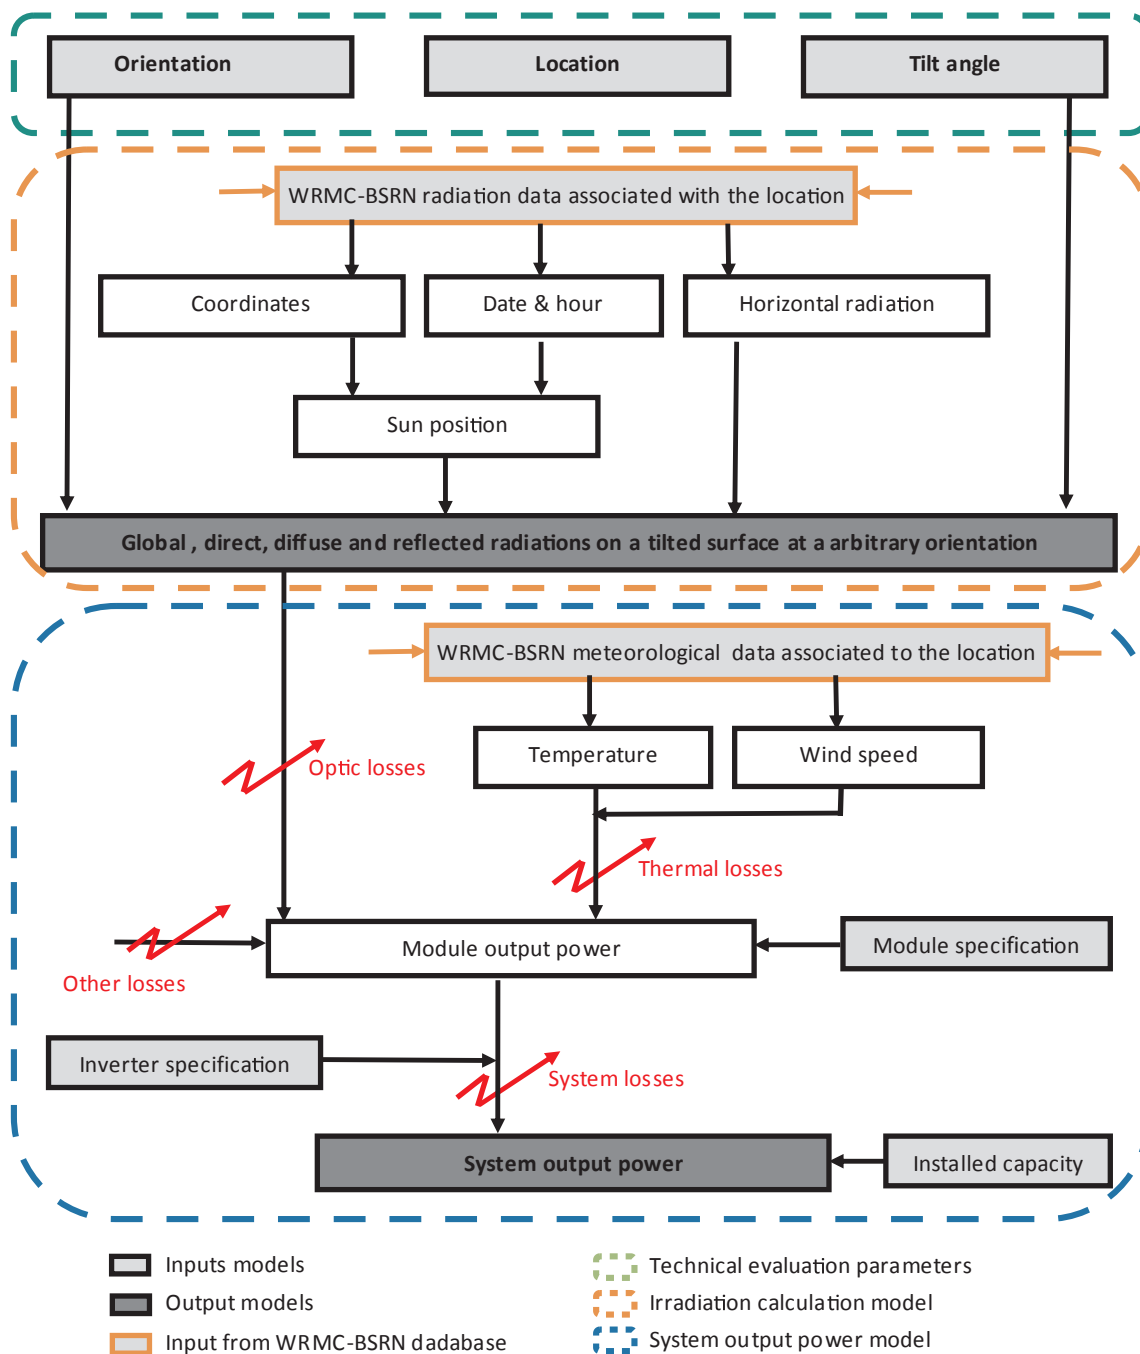 Orientation
Location
Tilt angle
WRMC-BSRN radiation data associated with the location
Coordinates
Date & hour
Horizontal radiation
Sun position
Global , direct, diffuse and reflected radiations on a tilted surface at a arbitrary orientation
WRMC-BSRN meteorological data associated to the location
Temperature
Wind speed
Optic losses
Thermal losses
Module output power
Module specification
Other losses
Inverter specification
System losses
System output power
Installed capacity
Inputs models
Output models
Input from WRMC-BSRN dadabase
Technical evaluation parameters
Irradiation calculation model
System output power model